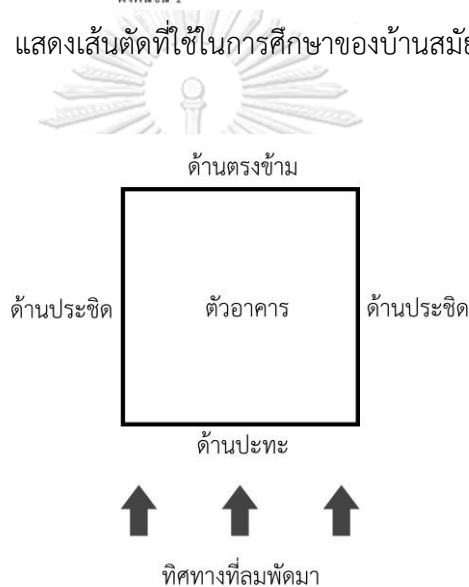 แสดงเส้นตัดที่ใช้ในการศึกษาของบ้านสมัย
ด้านตรงข้าม
ด้านประชิด ตัวอาคาร ด้านประชิด
ด้านปะทะ
ทิศทางที่ลมพัดมา